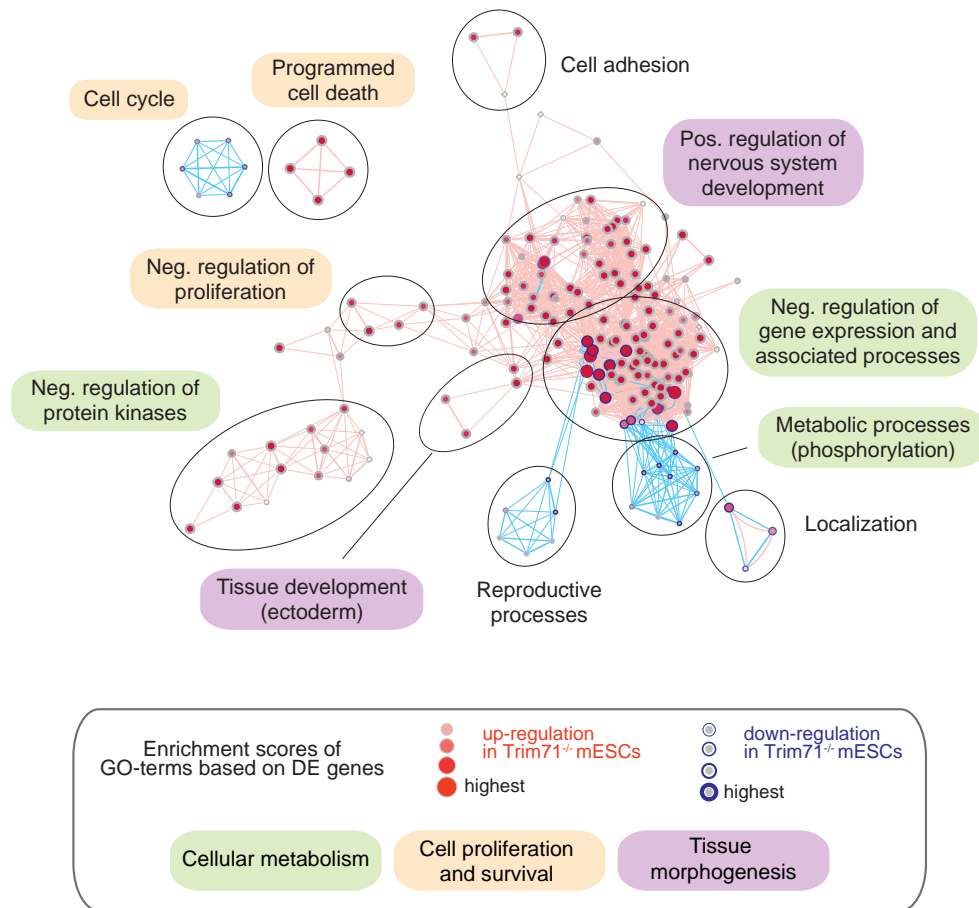 Cell adhesion
Programmed
cell death
Cell cycle
Pos. regulation of
nervous system
development
Neg. regulation of
proliferation
Neg. regulation of
gene expression and
associated processes
Neg. regulation of
protein kinases
Metabolic processes
(phosphorylation)
Localization
Tissue development
(ectoderm)
Reproductive
processes
Enrichment scores of
GO-terms based on DE genes
up-regulation
in Trim71-/- mESCs
highest
down-regulation
in Trim71-/- mESCs
highest
Cellular metabolism
Cell proliferation
and survival
Tissue
morphogenesis